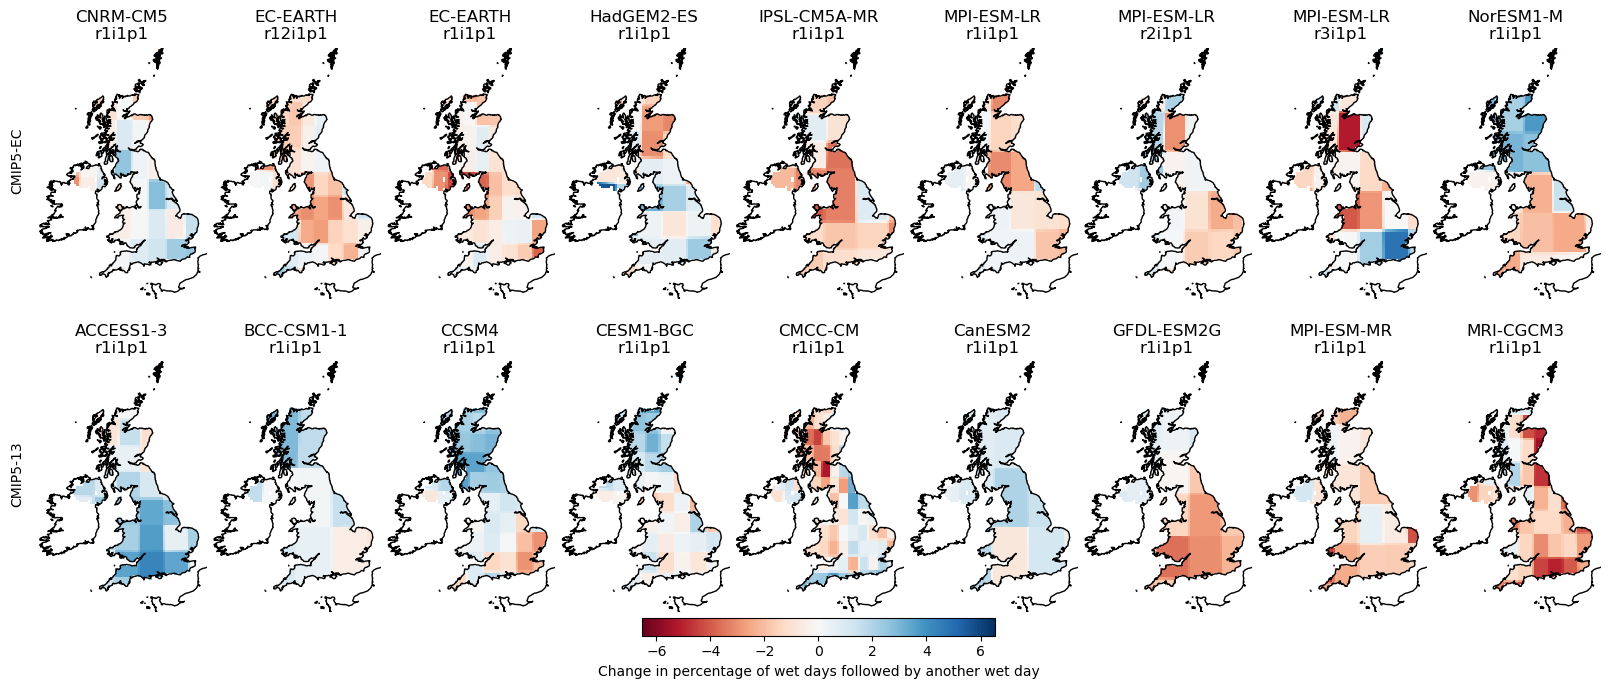 CNRM-CM5 EC-EARTH EC-EARTH HadGEM2-ES IPSL-CM5A-MR MPI-ESM-LR MPI-ESM-LR MPI-ESM-LR NorESM1-M
r1i1p1 r12i1p1 r1i1p1 r1i1p1 r1i1p1 r1i1p1 r2i1p1 r3i1p1 r1i1p1
CMIP5-EC
ACCESS1-3 BCC-CSM1-1 CCSM4 CESM1-BGC CMCC-CM CanESM2 GFDL-ESM2G MPI-ESM-MR MRI-CGCM3
r1i1p1 r1i1p1 r1i1p1 r1i1p1 r1i1p1 r1i1p1 r1i1p1 r1i1p1 r1i1p1
CMIP5-13
−6 −4 −2 0 2 4 6
Change in percentage of wet days followed by another wet day